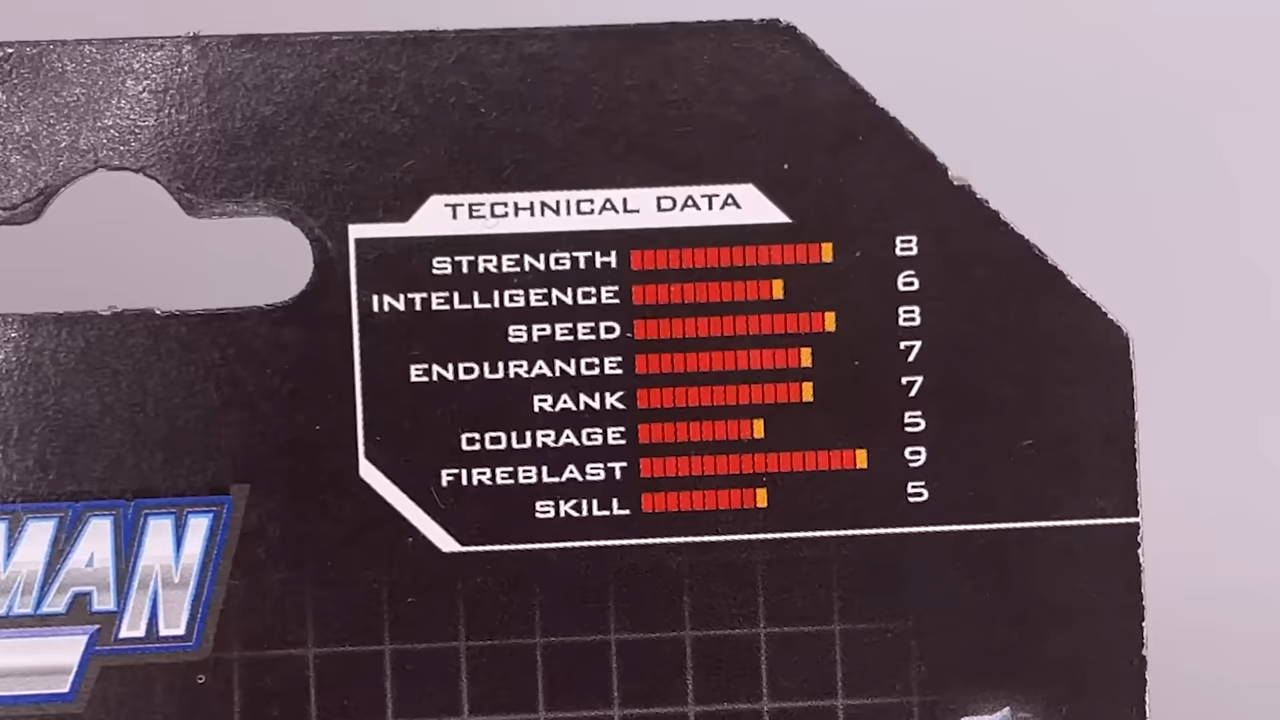 TECHNICAL DATA
STRENGTH 8
INTELLIGENCE 6
SPEED 8
ENDURANCE 7
RANK 7
COURAGE 5
FIREBLAST 9
SKILL 5
MAN